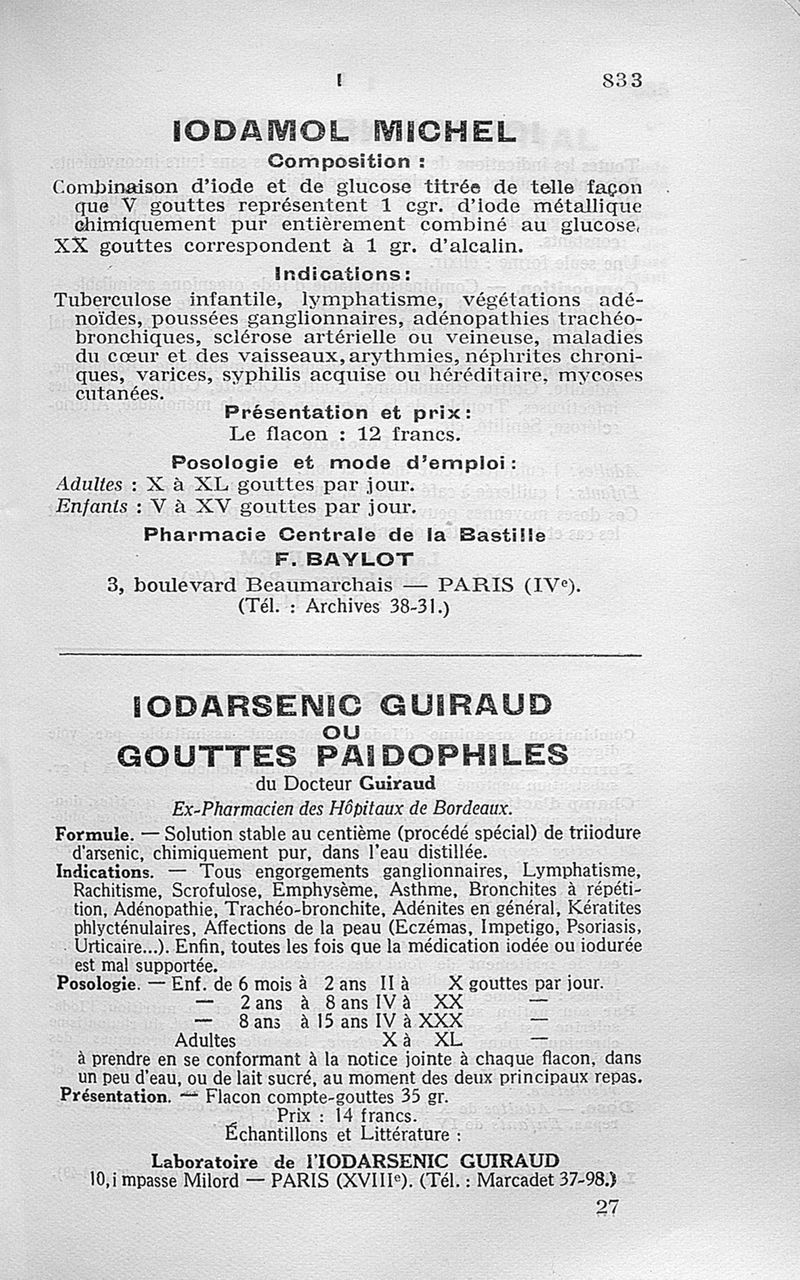 I 833
IODAMOL MICHEL
Composition :
Combinaison d'iode et de glucose titrée de telle façon
que V gouttes représentent 1 cgr. d'iode métallique
chimiquement pur entièrement combiné au glucose,
XX gouttes correspondent à 1 gr. d'alcalin.
Indications :
Tuberculose infantile, lymphatisme, végétations adé-
noïdes, poussées ganglionnaires, adénopathies trachéo-
bronchiques, sclérose artérielle ou veineuse, maladies
du cœur et des vaisseaux, arythmies, néphrites chroni-
ques, varices, syphilis acquise ou héréditaire, mycoses
cutanées.
Présentation et prix :
Le flacon : 12 francs.
Posologie et mode d'emploi :
Adultes : X à XL gouttes par jour.
Enfants : V à XV gouttes par jour.
Pharmacie Centrale de la Bastille
F. BAYLOT
3, boulevard Beaumarchais — PARIS (IVe).
(Tél. : Archives 38-31.)
IODARSENIC GUIRAUD
OU
GOUTTES PAIDOPHILES
du Docteur Guiraud
Ex-Pharmacien des Hôpitaux de Bordeaux.
Formule. — Solution stable au centième (procédé spécial) de triiodure
d'arsenic, chimiquement pur, dans l'eau distillée.
Indications. — Tous engorgements ganglionnaires, Lymphatisme,
Rachitisme, Scrofulose, Emphysème, Asthme, Bronchites à répéti-
tion, Adénopathie, Trachéo-bronchite, Adénites en général, Kératites
phlycténulaires, Affections de la peau (Eczémas, Impetigo, Psoriasis,
Urticaire...). Enfin, toutes les fois que la médication iodée ou iodurée
est mal supportée.
Posologie. — Enf. de 6 mois à 2 ans II à X gouttes par jour.
— 2 ans à 8 ans IV à XX —
— 8 ans à 15 ans IV à XXX —
Adultes X à XL —
à prendre en se conformant à la notice jointe à chaque flacon, dans
un peu d'eau, ou de lait sucré, au moment des deux principaux repas.
Présentation. — Flacon compte-gouttes 35 gr.
Prix : 14 francs.
Échantillons et Littérature :
Laboratoire de l'IODARSENIC GUIRAUD
10,i mpasse Milord — PARIS (XVIIIe). (Tél. : Marcadet 37-98.)
27